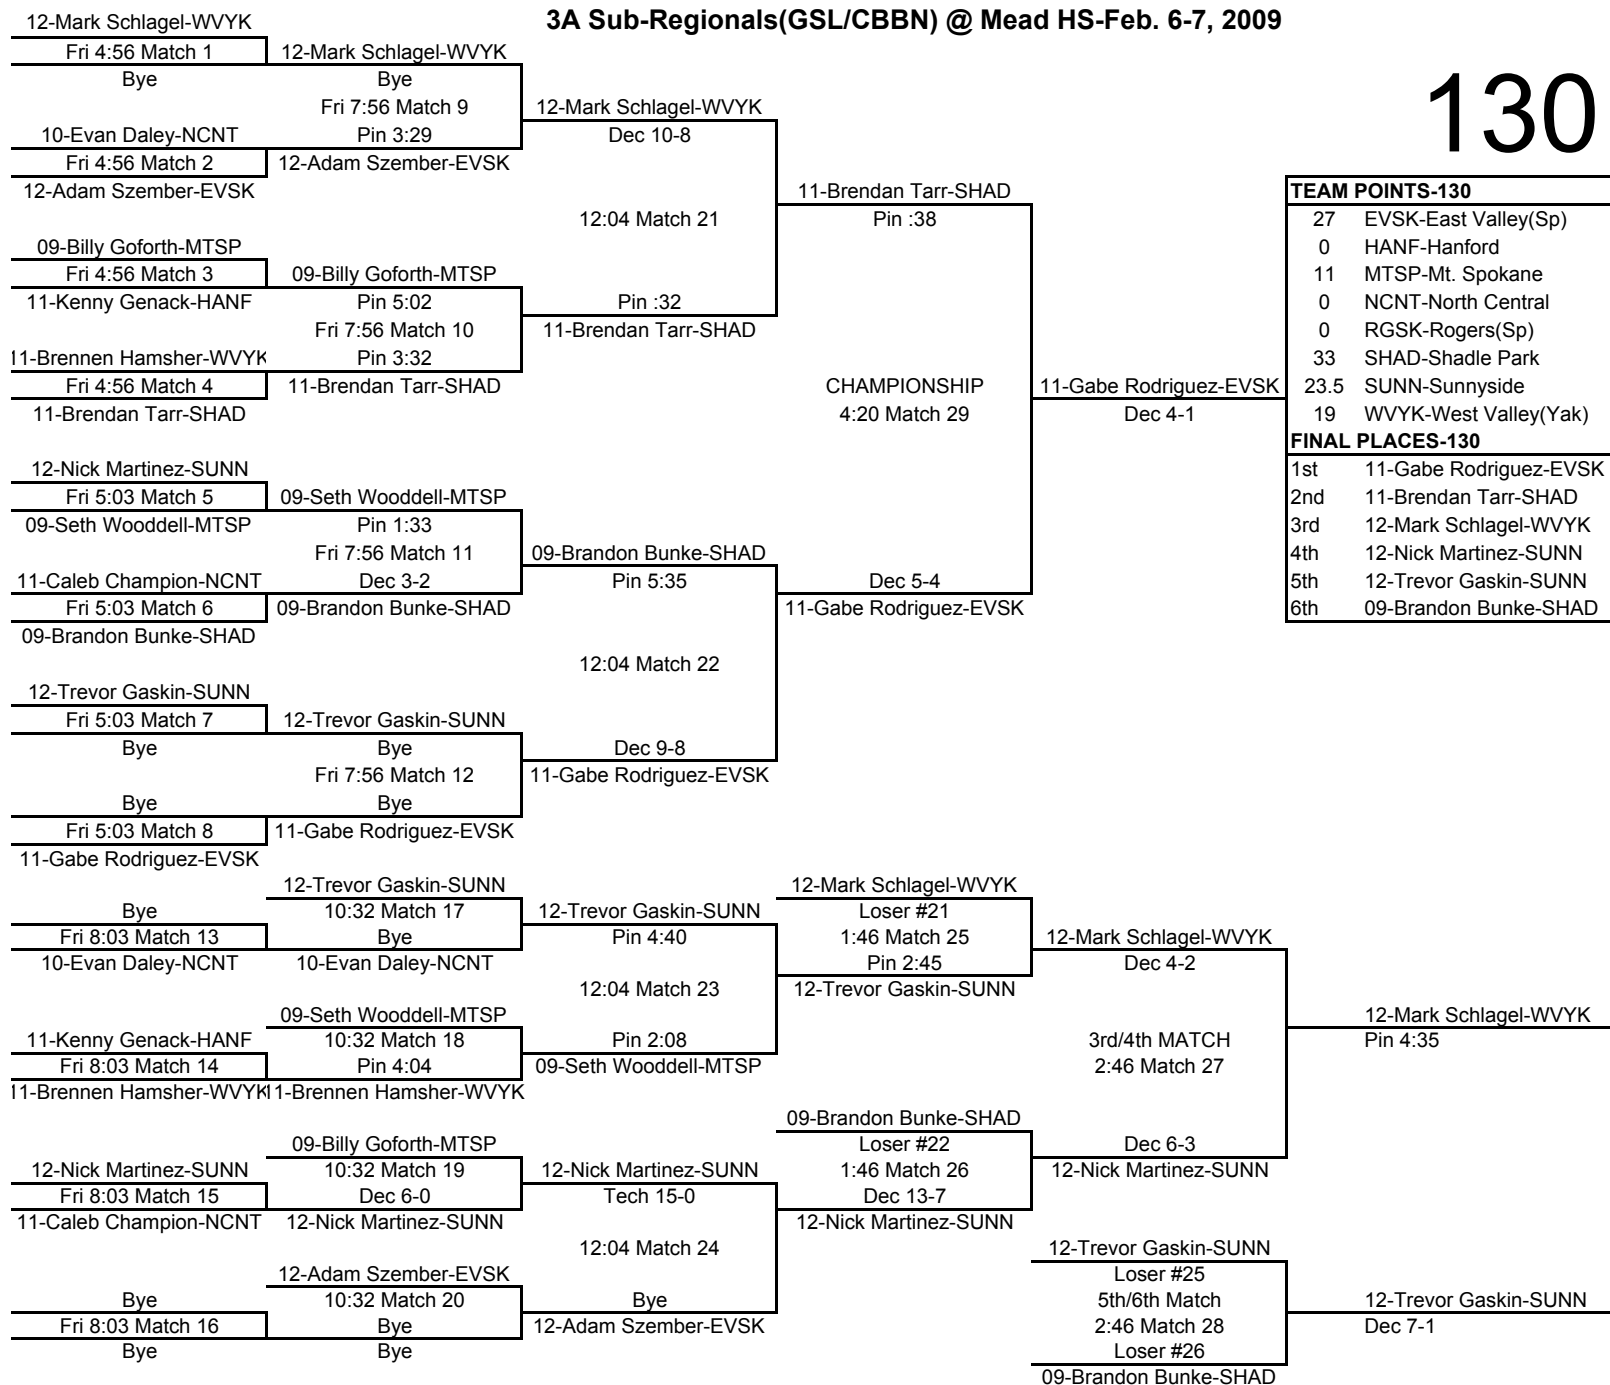 3A Sub-Regionals(GSL/CBBN) @ Mead HS-Feb. 6-7, 2009
130
12-Mark Schlagel-WVYK
Fri 4:56 Match 1
Bye
10-Evan Daley-NCNT
Fri 4:56 Match 2
12-Adam Szember-EVSK
09-Billy Goforth-MTSP
Fri 4:56 Match 3
11-Kenny Genack-HANF
11-Brennen Hamsher-WVYK
Fri 4:56 Match 4
11-Brendan Tarr-SHAD
12-Nick Martinez-SUNN
Fri 5:03 Match 5
09-Seth Wooddell-MTSP
11-Caleb Champion-NCNT
Fri 5:03 Match 6
09-Brandon Bunke-SHAD
12-Trevor Gaskin-SUNN
Fri 5:03 Match 7
Bye
Bye
Fri 5:03 Match 8
11-Gabe Rodriguez-EVSK
12-Mark Schlagel-WVYK
Bye
Fri 7:56 Match 9
Pin 3:29
12-Adam Szember-EVSK
09-Billy Goforth-MTSP
Pin 5:02
Fri 7:56 Match 10
Pin 3:32
11-Brendan Tarr-SHAD
09-Seth Wooddell-MTSP
Pin 1:33
Fri 7:56 Match 11
Dec 3-2
09-Brandon Bunke-SHAD
12-Trevor Gaskin-SUNN
Bye
Fri 7:56 Match 12
Bye
11-Gabe Rodriguez-EVSK
12-Mark Schlagel-WVYK
Dec 10-8
12:04 Match 21
Pin :32
11-Brendan Tarr-SHAD
09-Brandon Bunke-SHAD
Pin 5:35
12:04 Match 22
Dec 9-8
11-Gabe Rodriguez-EVSK
11-Brendan Tarr-SHAD
Pin :38
CHAMPIONSHIP
4:20 Match 29
Dec 5-4
11-Gabe Rodriguez-EVSK
11-Gabe Rodriguez-EVSK
Dec 4-1
TEAM POINTS-130
27 EVSK-East Valley(Sp)
0 HANF-Hanford
11 MTSP-Mt. Spokane
0 NCNT-North Central
0 RGSK-Rogers(Sp)
33 SHAD-Shadle Park
23.5 SUNN-Sunnyside
19 WVYK-West Valley(Yak)
FINAL PLACES-130
1st 11-Gabe Rodriguez-EVSK
2nd 11-Brendan Tarr-SHAD
3rd 12-Mark Schlagel-WVYK
4th 12-Nick Martinez-SUNN
5th 12-Trevor Gaskin-SUNN
6th 09-Brandon Bunke-SHAD
Bye
Fri 8:03 Match 13
10-Evan Daley-NCNT
11-Kenny Genack-HANF
Fri 8:03 Match 14
11-Brennen Hamsher-WVYK
12-Nick Martinez-SUNN
Fri 8:03 Match 15
11-Caleb Champion-NCNT
Bye
Fri 8:03 Match 16
Bye
12-Trevor Gaskin-SUNN
10:32 Match 17
Bye
10-Evan Daley-NCNT
09-Seth Wooddell-MTSP
10:32 Match 18
Pin 4:04
11-Brennen Hamsher-WVYK
09-Billy Goforth-MTSP
10:32 Match 19
Dec 6-0
12-Nick Martinez-SUNN
12-Adam Szember-EVSK
10:32 Match 20
Bye
Bye
12-Trevor Gaskin-SUNN
Pin 4:40
12:04 Match 23
Pin 2:08
09-Seth Wooddell-MTSP
12-Nick Martinez-SUNN
Tech 15-0
12:04 Match 24
Bye
12-Adam Szember-EVSK
12-Mark Schlagel-WVYK
Loser #21
1:46 Match 25
Pin 2:45
12-Trevor Gaskin-SUNN
09-Brandon Bunke-SHAD
Loser #22
1:46 Match 26
Dec 13-7
12-Nick Martinez-SUNN
12-Mark Schlagel-WVYK
Dec 4-2
3rd/4th MATCH
2:46 Match 27
Dec 6-3
12-Nick Martinez-SUNN
12-Mark Schlagel-WVYK
Pin 4:35
12-Trevor Gaskin-SUNN
Loser #25
5th/6th Match
2:46 Match 28
Loser #26
09-Brandon Bunke-SHAD
12-Trevor Gaskin-SUNN
Dec 7-1